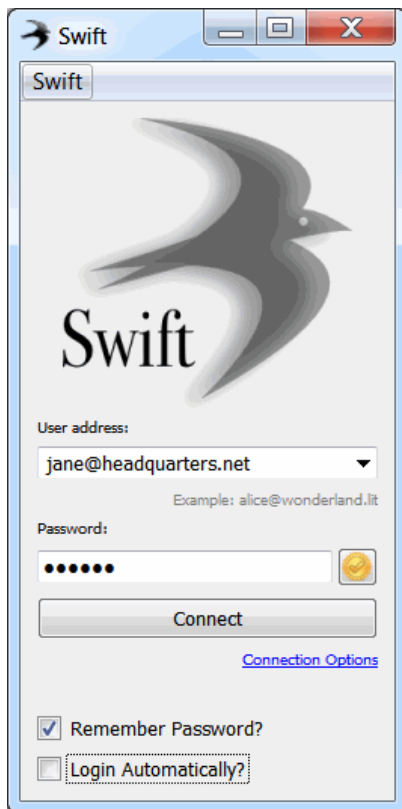 Swift
Swift
Swift
User address:
jane@headquarters.net
Example: alice@wonderland.lit
Password:
••••••
Connect
Connection Options
Remember Password?
Login Automatically?